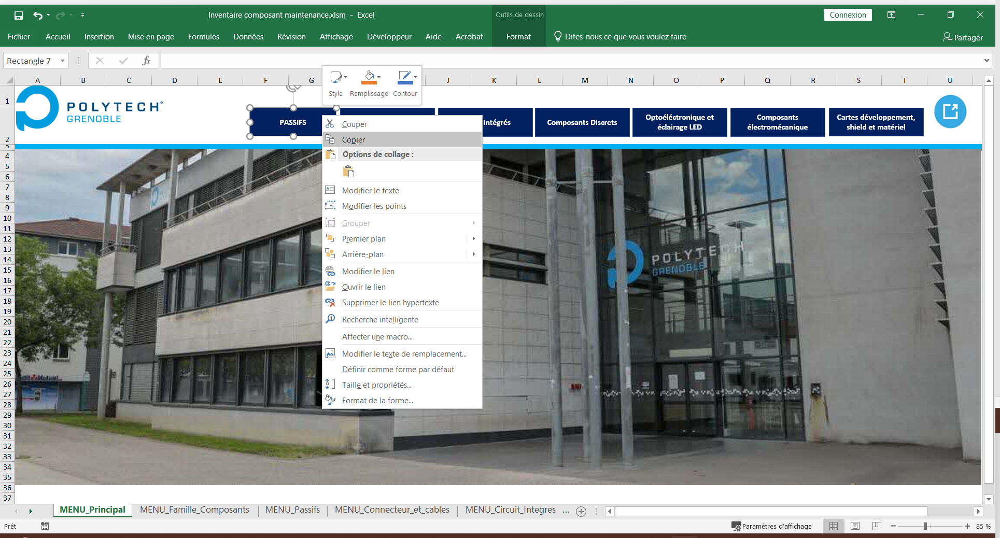 Inventaire composant maintenance.xlsm - Excel
Outils de dessin
Connexion
Fichier
Accueil
Insertion
Mise en page
Formules
Données
Révision
Affichage
Développeur
Aide
Acrobat
Format
Dites-nous ce que vous voulez faire
Partager
Rectangle 7
fx
Style
Remplissage
Contour
A B C D E F G J K L M N O P Q R S T U
1
2
3
4
5
6
7
8
9
10
11
12
13
14
15
16
17
18
19
20
21
22
23
24
25
26
27
28
29
30
31
32
33
34
35
36
37
POLYTECH
GRENOBLE
PASSIFS
Intégrés
Composants Discrets
Optoéléctronique et
éclairage LED
Composants
électromécanique
Cartes développement,
shield et matériel
Couper
Copier
Options de collage :
Modifier le texte
Modifier les points
Grouper
Premier plan
Arrière-plan
Modifier le lien
Ouvrir le lien
Supprimer le lien hypertexte
Recherche intelligente
Affecter une macro...
Modifier le texte de remplacement...
Définir comme forme par défaut
Taille et propriétés...
Format de la forme...
POLYTECH
GRENOBLE
MENU_Principal
MENU_Famille_Composants
MENU_Passifs
MENU_Connecteur_et_cables
MENU_Circuit_Integres
...
Prêt
Paramètres d'affichage
85 %